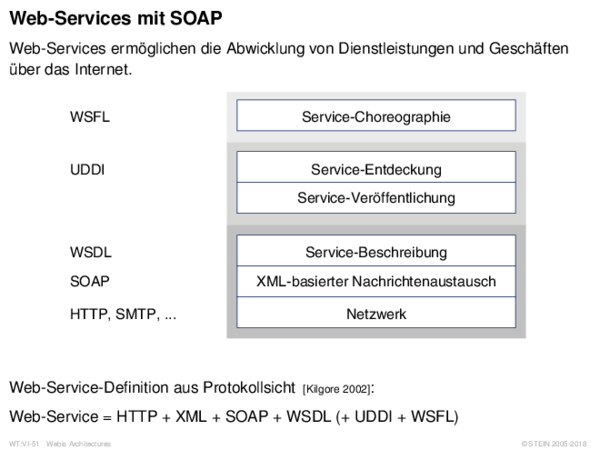 Web-Services mit SOAP
Web-Services ermöglichen die Abwicklung von Dienstleistungen und Geschäften
über das Internet.
WSFL Service-Choreographie
UDDI Service-Entdeckung
Service-Veröffentlichung
WSDL Service-Beschreibung
SOAP XML-basierter Nachrichtenaustausch
HTTP, SMTP, ... Netzwerk
Web-Service-Definition aus Protokollsicht [Kilgore 2002]:
Web-Service = HTTP + XML + SOAP + WSDL (+ UDDI + WSFL)
WT:VI-51 Webis Architectures ©STEIN 2005-2018